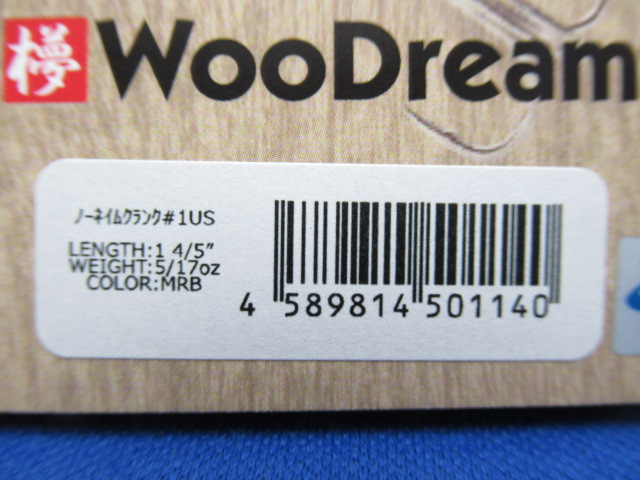 樽 WooDream
ﾉｰﾈｲﾑｸﾗﾝｸ#1US
LENGTH:1 4/5"
WEIGHT:5/17oz
COLOR:MRB
4 589814 501140